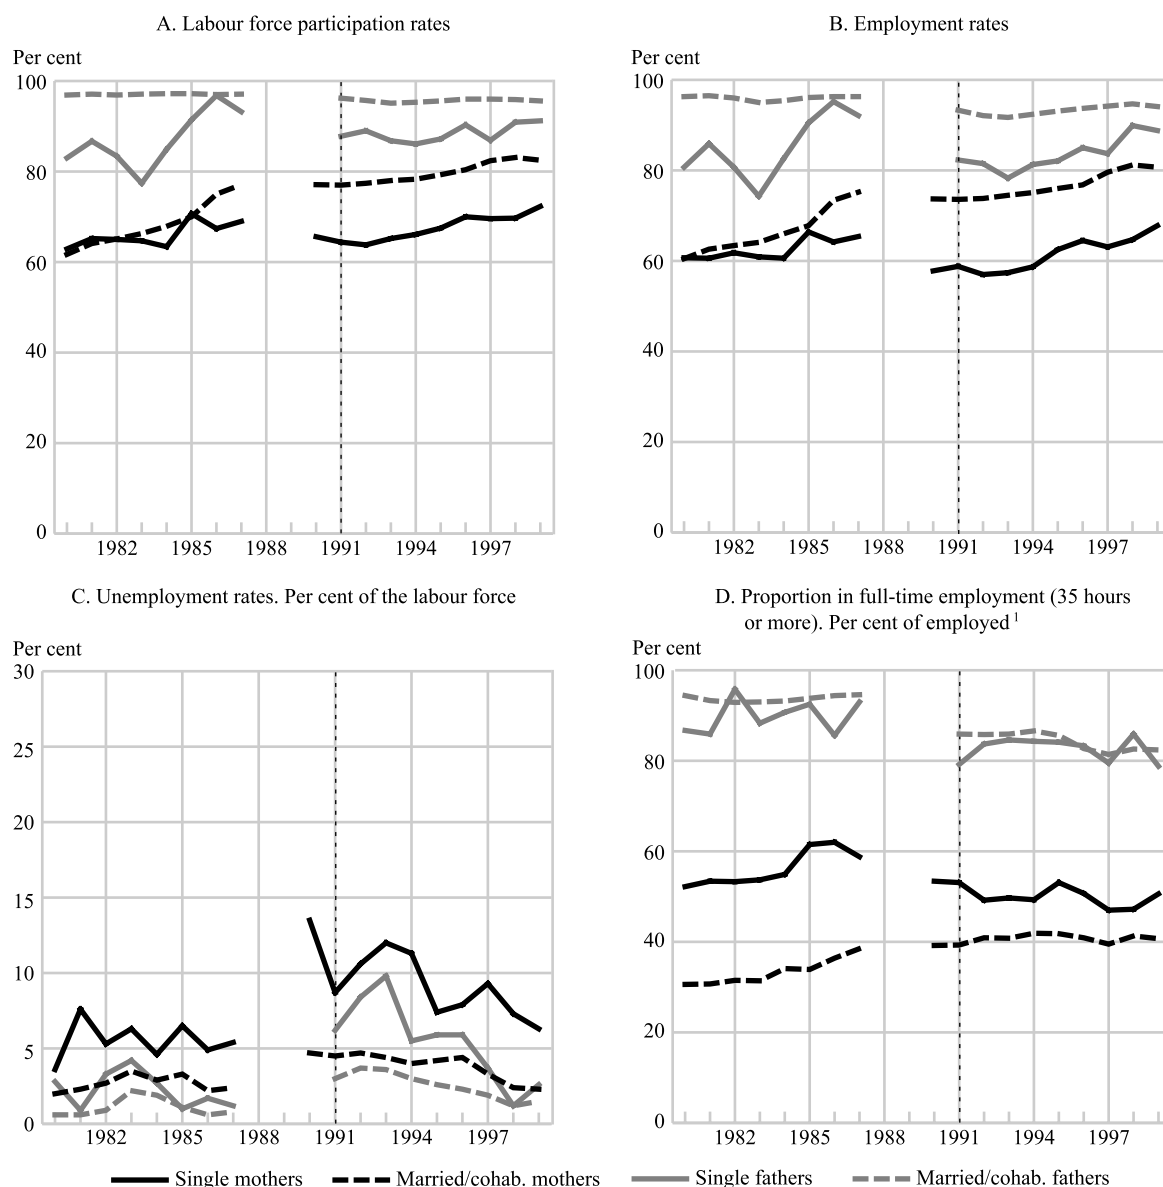 A. Labour force participation rates
Per cent
100
80
60
40
20
0
1982 1985 1988 1991 1994 1997
B. Employment rates
Per cent
100
80
60
40
20
0
1982 1985 1988 1991 1994 1997
C. Unemployment rates. Per cent of the labour force
Per cent
30
25
20
15
10
5
0
1982 1985 1988 1991 1994 1997
D. Proportion in full-time employment (35 hours
or more). Per cent of employed 1
Per cent
100
80
60
40
20
0
1982 1985 1988 1991 1994 1997
Single mothers Married/cohab. mothers Single fathers Married/cohab. fathers